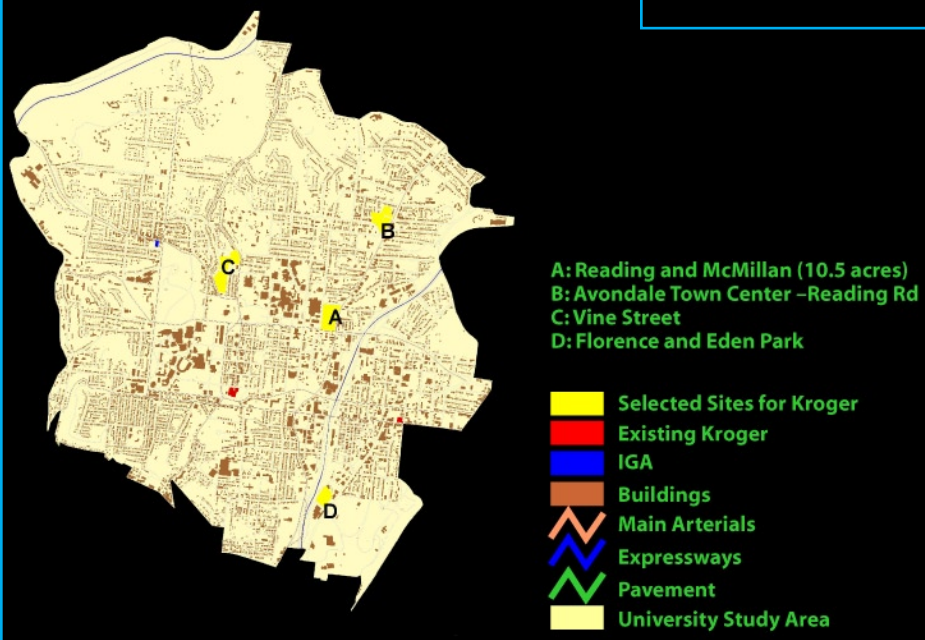 B
C
A
D
A: Reading and McMillan (10.5 acres)
B: Avondale Town Center –Reading Rd
C: Vine Street
D: Florence and Eden Park
Selected Sites for Kroger
Existing Kroger
IGA
Buildings
Main Arterials
Expressways
Pavement
University Study Area